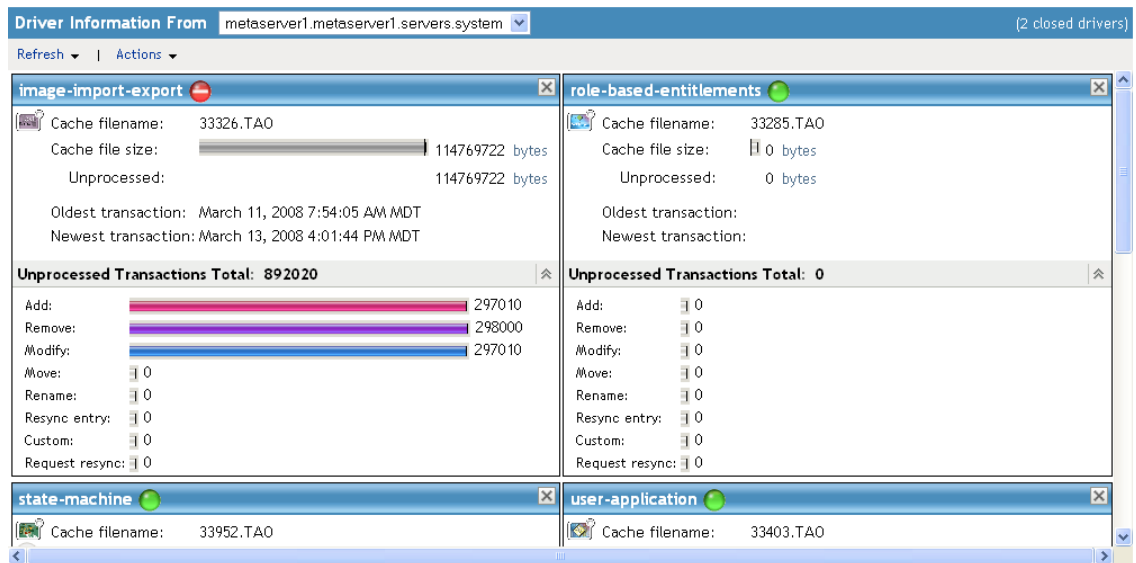 Driver Information From metaserver1.metaserver1.servers.system (2 closed drivers)
Refresh | Actions
image-import-export
Cache filename: 33326.TAO
Cache file size: 114769722 bytes
Unprocessed: 114769722 bytes
Oldest transaction: March 11, 2008 7:54:05 AM MDT
Newest transaction: March 13, 2008 4:01:44 PM MDT
Unprocessed Transactions Total: 892020
Add: 297010
Remove: 298000
Modify: 297010
Move: 0
Rename: 0
Resync entry: 0
Custom: 0
Request resync: 0
role-based-entitlements
Cache filename: 33285.TAO
Cache file size: 0 bytes
Unprocessed: 0 bytes
Oldest transaction:
Newest transaction:
Unprocessed Transactions Total: 0
Add: 0
Remove: 0
Modify: 0
Move: 0
Rename: 0
Resync entry: 0
Custom: 0
Request resync: 0
state-machine
Cache filename: 33952.TAO
user-application
Cache filename: 33403.TAO